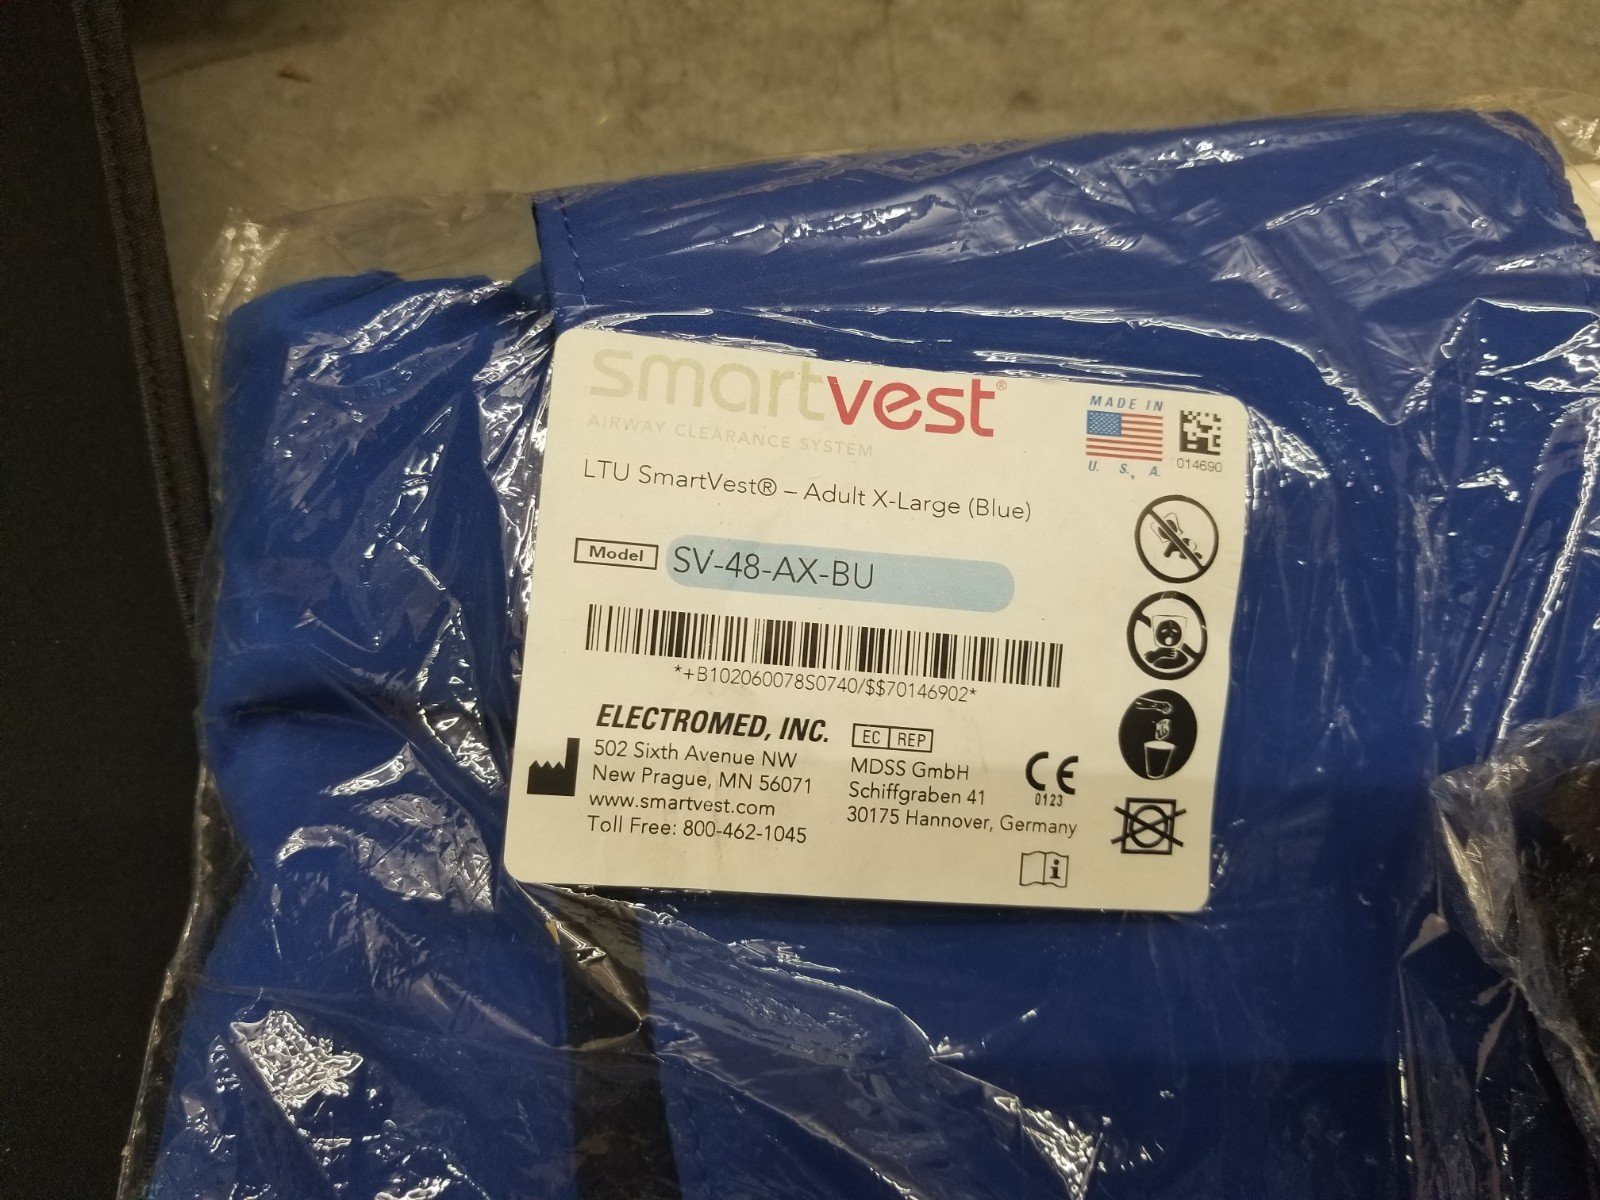 smartvest®
AIRWAY CLEARANCE SYSTEM
MADE IN
U. S. A.
014690
LTU SmartVest® – Adult X-Large (Blue)
Model SV-48-AX-BU
*+B102060078S0740/$$70146902*
ELECTROMED, INC.
502 Sixth Avenue NW
New Prague, MN 56071
www.smartvest.com
Toll Free: 800-462-1045
EC REP
MDSS GmbH
Schiffgraben 41
30175 Hannover, Germany
CE
0123
i